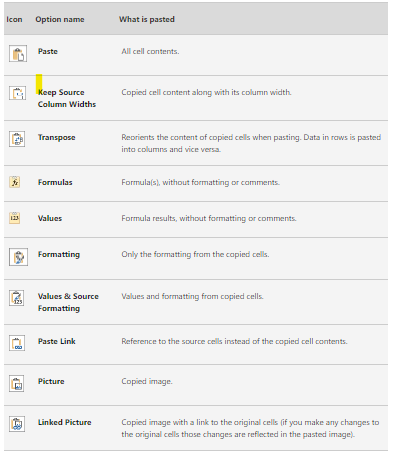 Icon Option name What is pasted
Paste All cell contents.
Keep Source Copied cell content along with its column width.
Column Widths
Transpose Reorients the content of copied cells when pasting. Data in rows is pasted
into columns and vice versa.
fx Formulas Formula(s), without formatting or comments.
123 Values Formula results, without formatting or comments.
Formatting Only the formatting from the copied cells.
123 Values & Source Values and formatting from copied cells.
Formatting
Paste Link Reference to the source cells instead of the copied cell contents.
Picture Copied image.
Linked Picture Copied image with a link to the original cells (if you make any changes to
the original cells those changes are reflected in the pasted image).